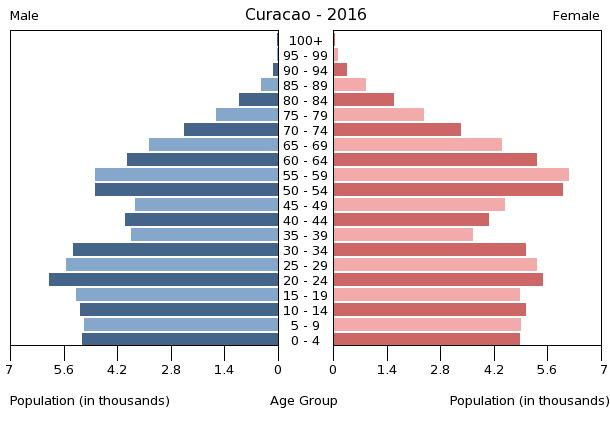 Male
Curacao - 2016
Female
100+
95 - 99
90 - 94
85 - 89
80 - 84
75 - 79
70 - 74
65 - 69
60 - 64
55 - 59
50 - 54
45 - 49
40 - 44
35 - 39
30 - 34
25 - 29
20 - 24
15 - 19
10 - 14
5 - 9
0 - 4
7 5.6 4.2 2.8 1.4 0 0 1.4 2.8 4.2 5.6 7
Population (in thousands) Age Group Population (in thousands)